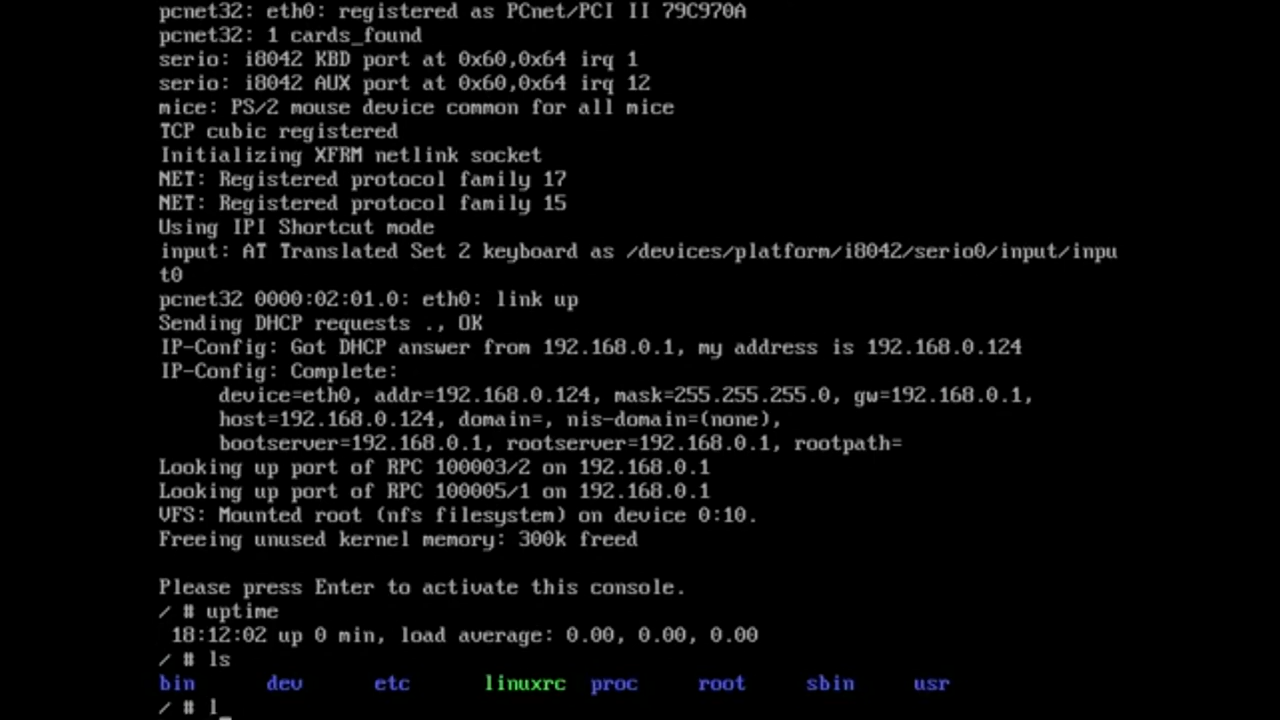 pcnet32: eth0: registered as PCnet/PCI II 79C970A
pcnet32: 1 cards_found
serio: i8042 KBD port at 0x60,0x64 irq 1
serio: i8042 AUX port at 0x60,0x64 irq 12
mice: PS/2 mouse device common for all mice
TCP cubic registered
Initializing XFRM netlink socket
NET: Registered protocol family 17
NET: Registered protocol family 15
Using IPI Shortcut mode
input: AT Translated Set 2 keyboard as /devices/platform/i8042/serio0/input/inpu
t0
pcnet32 0000:02:01.0: eth0: link up
Sending DHCP requests ., OK
IP-Config: Got DHCP answer from 192.168.0.1, my address is 192.168.0.124
IP-Config: Complete:
     device=eth0, addr=192.168.0.124, mask=255.255.255.0, gw=192.168.0.1,
     host=192.168.0.124, domain=, nis-domain=(none),
     bootserver=192.168.0.1, rootserver=192.168.0.1, rootpath=
Looking up port of RPC 100003/2 on 192.168.0.1
Looking up port of RPC 100005/1 on 192.168.0.1
VFS: Mounted root (nfs filesystem) on device 0:10.
Freeing unused kernel memory: 300k freed

Please press Enter to activate this console.
/ # uptime
 18:12:02 up 0 min, load average: 0.00, 0.00, 0.00
/ # ls
bin      dev      etc      linuxrc  proc     root     sbin     usr
/ # l_